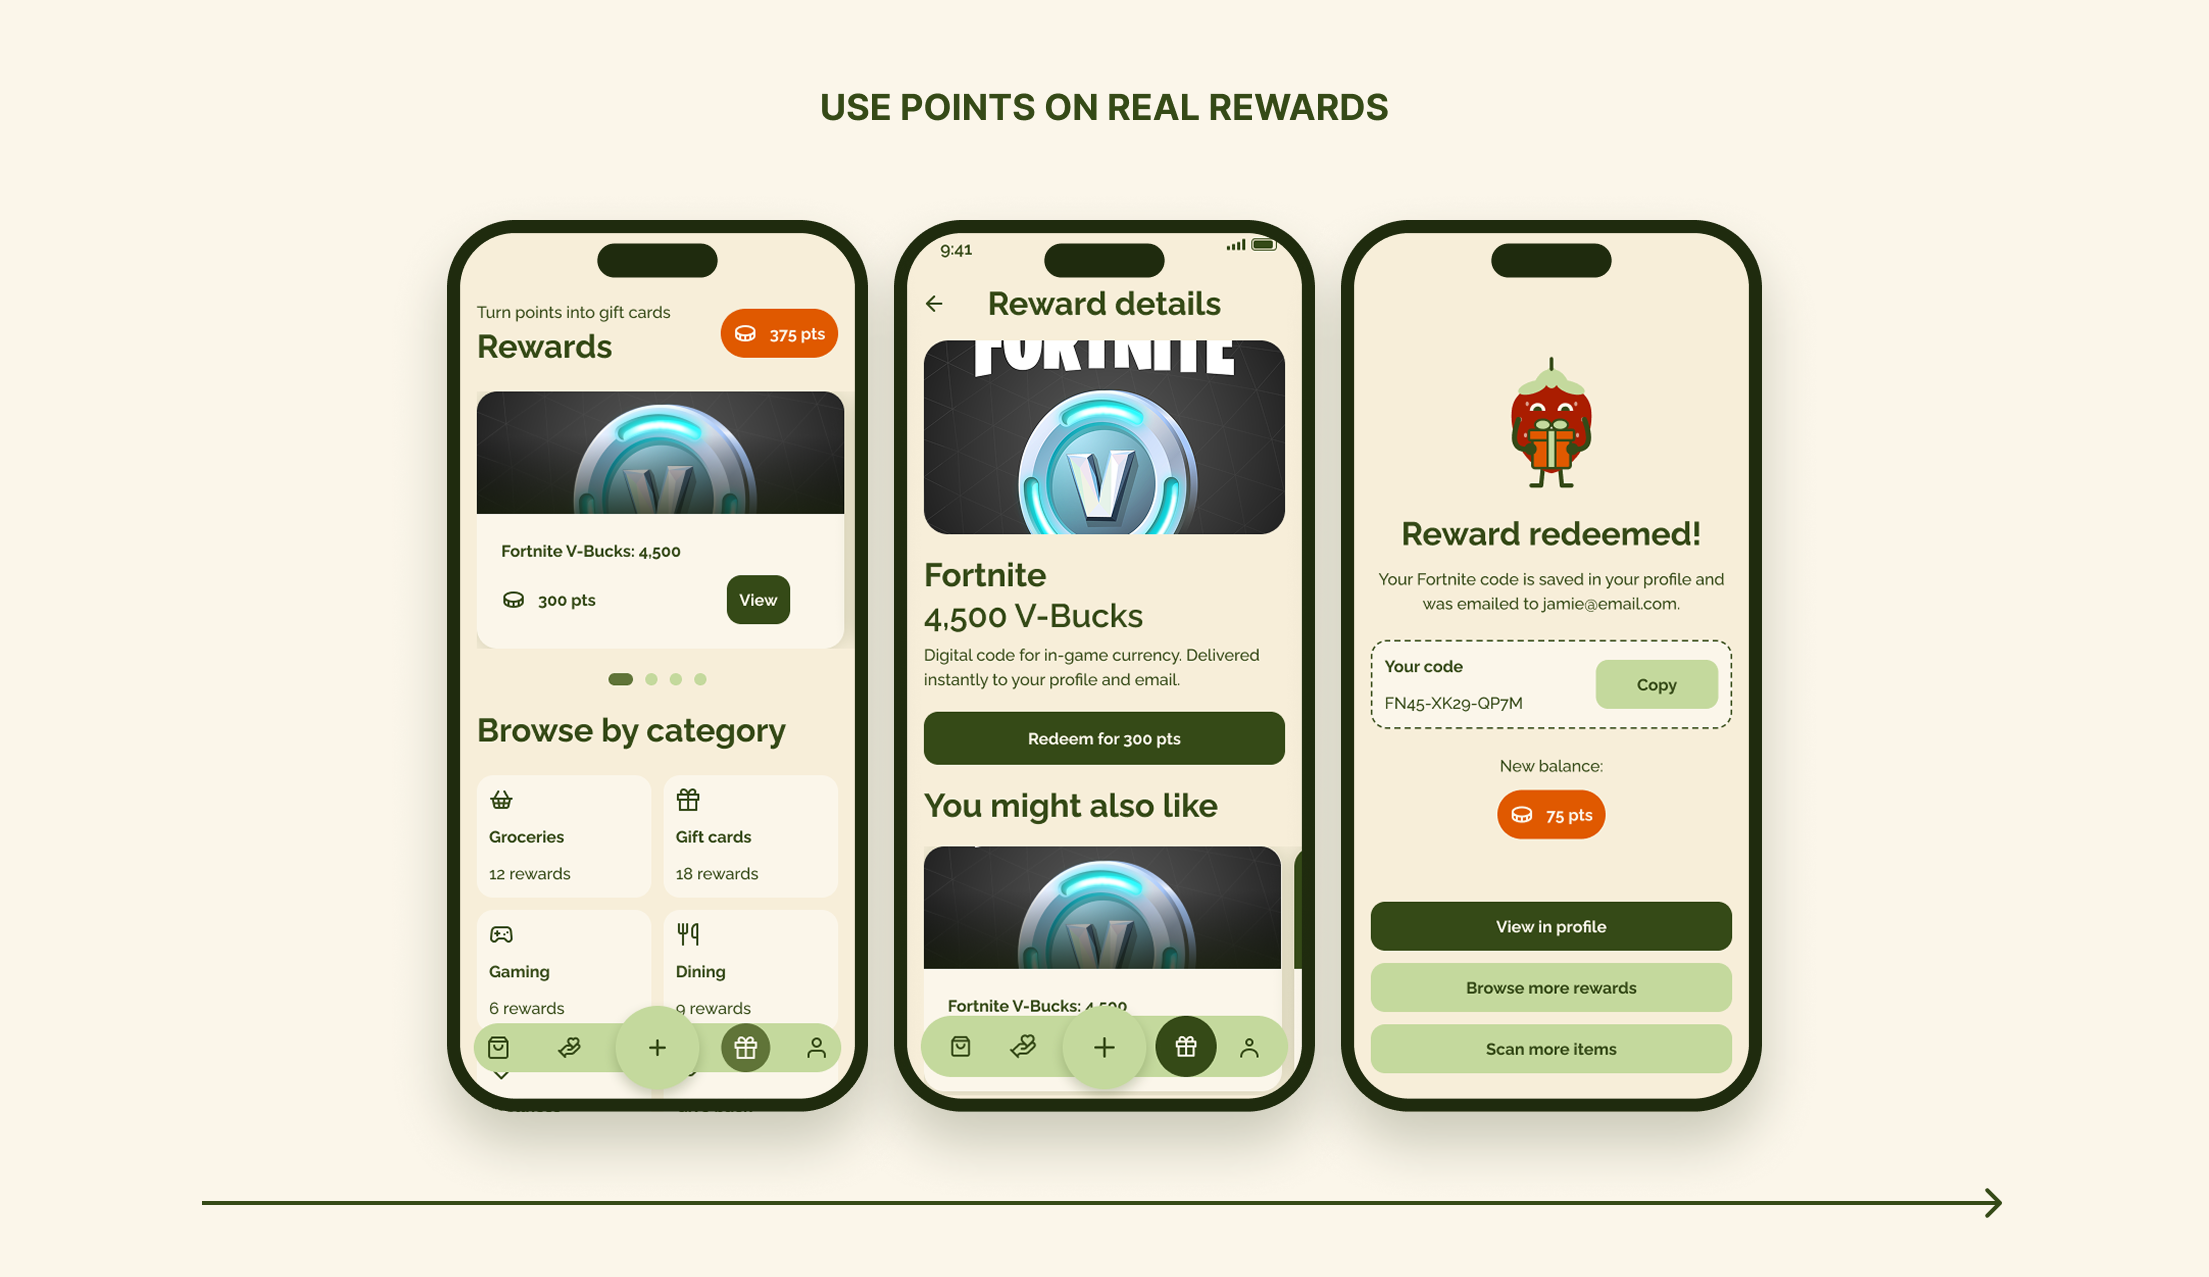 USE POINTS ON REAL REWARDS
Turn points into gift cards
Rewards
375 pts
Fortnite V-Bucks: 4,500
300 pts
View
Browse by category
Groceries
12 rewards
Gift cards
18 rewards
Gaming
6 rewards
Dining
9 rewards
9:41
Reward details
FORTNITE
V
Fortnite
4,500 V-Bucks
Digital code for in-game currency. Delivered
instantly to your profile and email.
Redeem for 300 pts
You might also like
Fortnite V-Bucks: 4,500
Reward redeemed!
Your Fortnite code is saved in your profile and
was emailed to jamie@email.com.
Your code
FN45-XK29-QP7M
Copy
New balance:
75 pts
View in profile
Browse more rewards
Scan more items